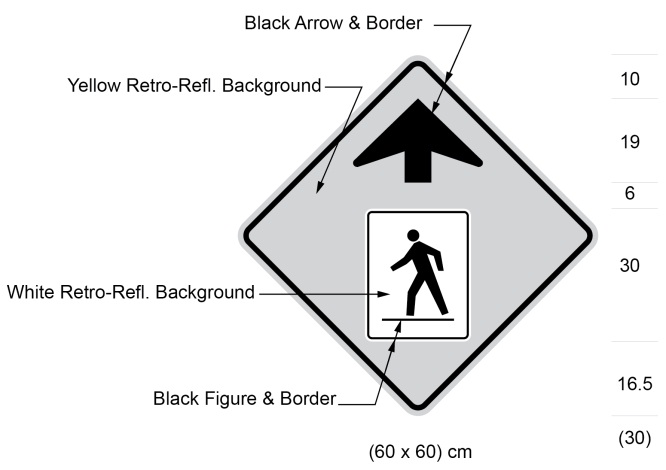 Black Arrow & Border
Yellow Retro-Refl. Background
10
19
6
30
White Retro-Refl. Background
16.5
Black Figure & Border
(30)
(60 x 60) cm